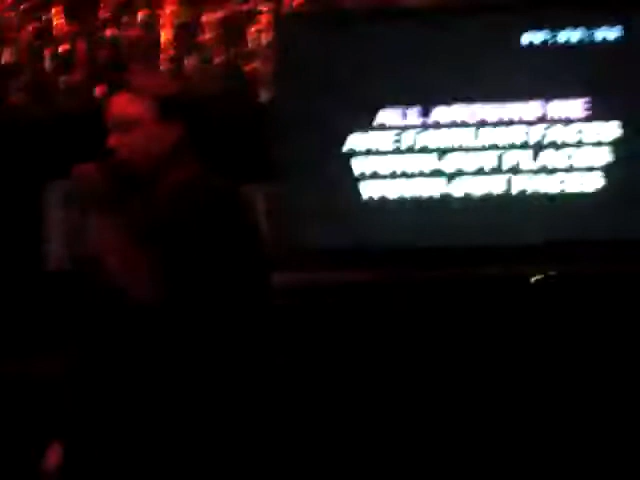 ALL AROUND ME
ARE FAMILIAR FACES
WORN-OUT PLACES
WORN-OUT FACES